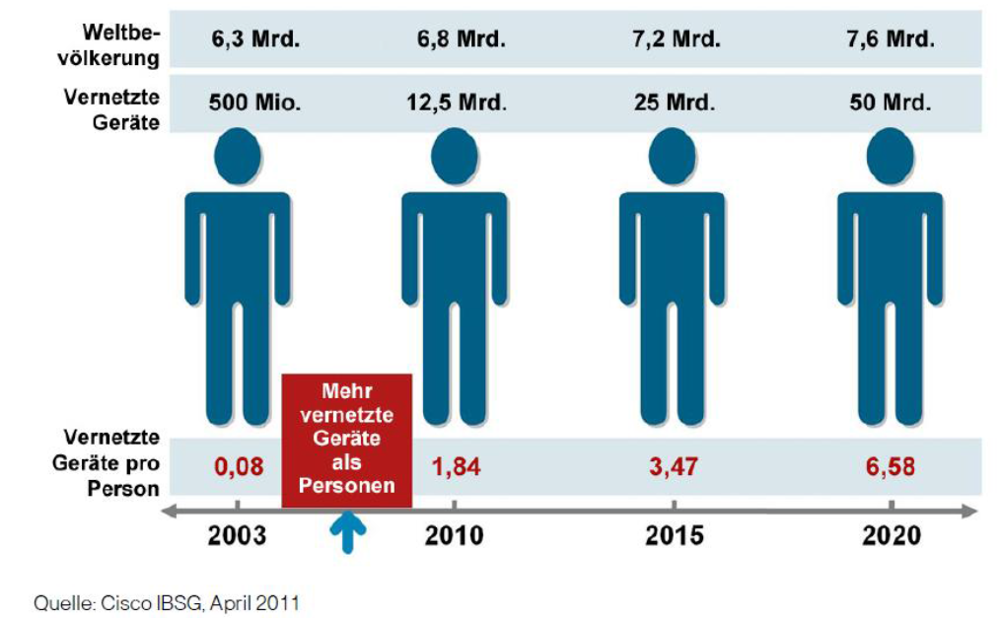 Weltbe-
völkerung
6,3 Mrd. 6,8 Mrd. 7,2 Mrd. 7,6 Mrd.
Vernetzte
Geräte
500 Mio. 12,5 Mrd. 25 Mrd. 50 Mrd.
Mehr
vernetzte
Geräte
als
Personen
Vernetzte
Geräte pro
Person
0,08 1,84 3,47 6,58
2003 2010 2015 2020
Quelle: Cisco IBSG, April 2011